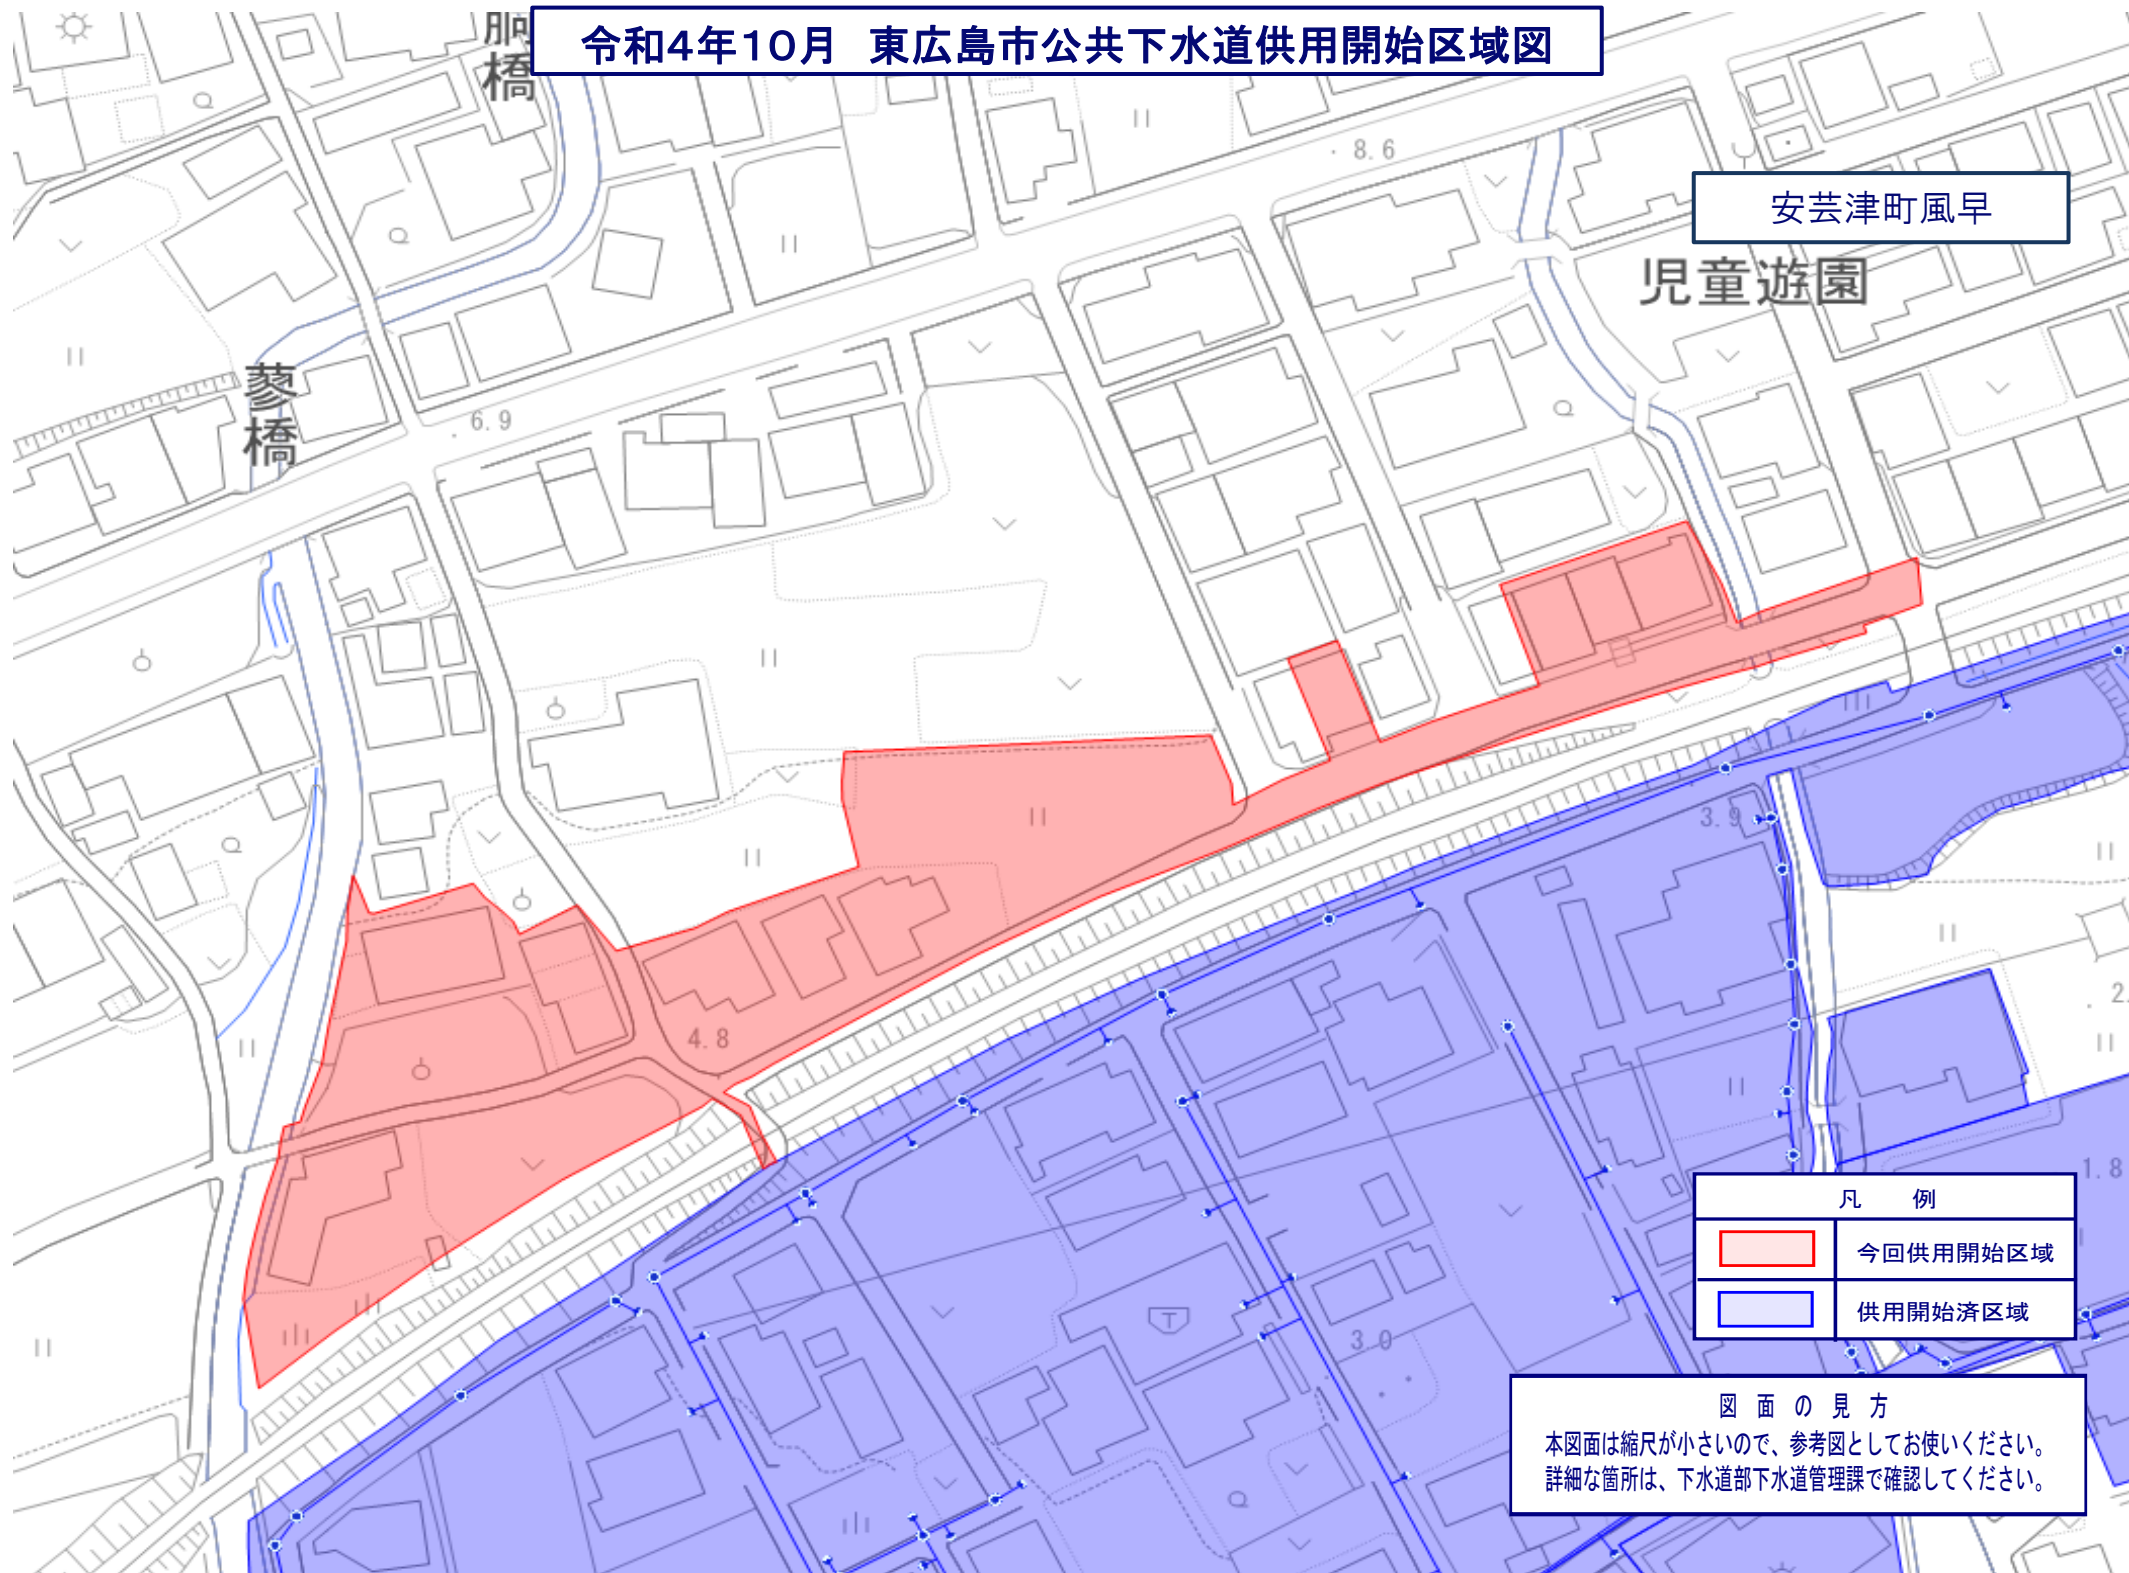 令和4年10月 東広島市公共下水道供用開始区域図
橋
8.6
安芸津町風早
児童遊園
蓼橋
6.9
3.9
2.
4.8
1.8
3.0
凡 例
今回供用開始区域
供用開始済区域
図 面 の 見 方
本図面は縮尺が小さいので、参考図としてお使いください。
詳細な箇所は、下水道部下水道管理課で確認してください。